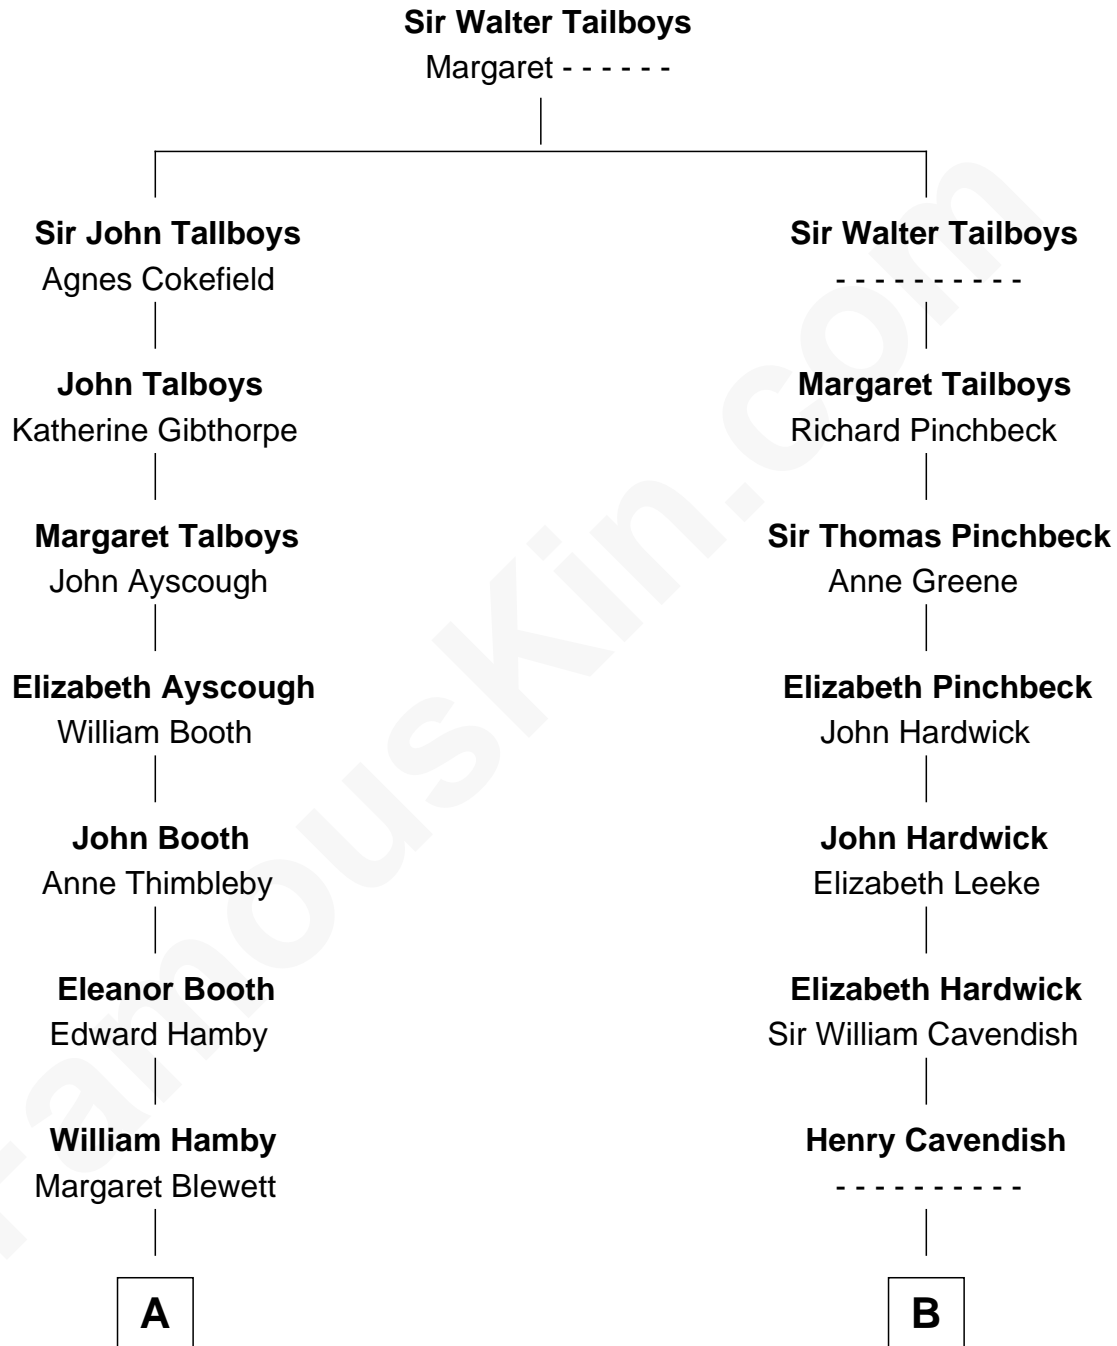 Sir Walter Tailboys
Margaret - - - - - -
Sir John Tallboys
Agnes Cokefield
John Talboys
Katherine Gibthorpe
Margaret Talboys
John Ayscough
Elizabeth Ayscough
William Booth
John Booth
Anne Thimbleby
Eleanor Booth
Edward Hamby
William Hamby
Margaret Blewett
A
Sir Walter Tailboys
- - - - - - - - - -
Margaret Tailboys
Richard Pinchbeck
Sir Thomas Pinchbeck
Anne Greene
Elizabeth Pinchbeck
John Hardwick
John Hardwick
Elizabeth Leeke
Elizabeth Hardwick
Sir William Cavendish
Henry Cavendish
- - - - - - - - - -
B
FamousKin.com